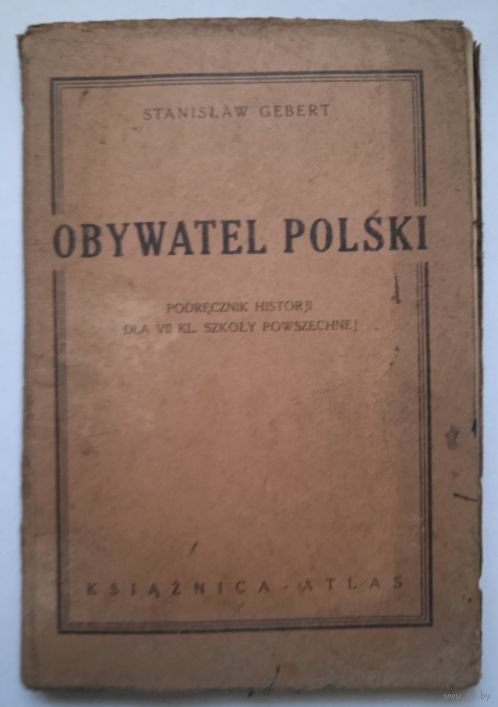 STANISŁAW GEBERT
OBYWATEL POLSKI
PODRĘCZNIK HISTORJI
DLA VII KL. SZKOŁY POWSZECHNEJ
KSIĄŻNICA-ATLAS